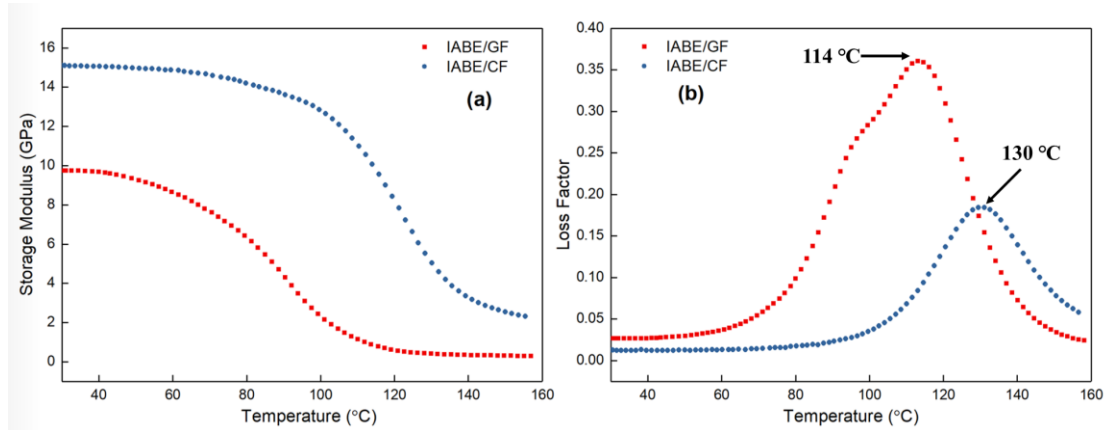 IABE/GF
IABE/CF
(a)
Storage Modulus (GPa)
16
14
12
10
8
6
4
2
0
40 60 80 100 120 140 160
Temperature (°C)
IABE/GF
IABE/CF
114 °C
(b)
130 °C
Loss Factor
0.40
0.35
0.30
0.25
0.20
0.15
0.10
0.05
0.00
40 60 80 100 120 140 160
Temperature (°C)